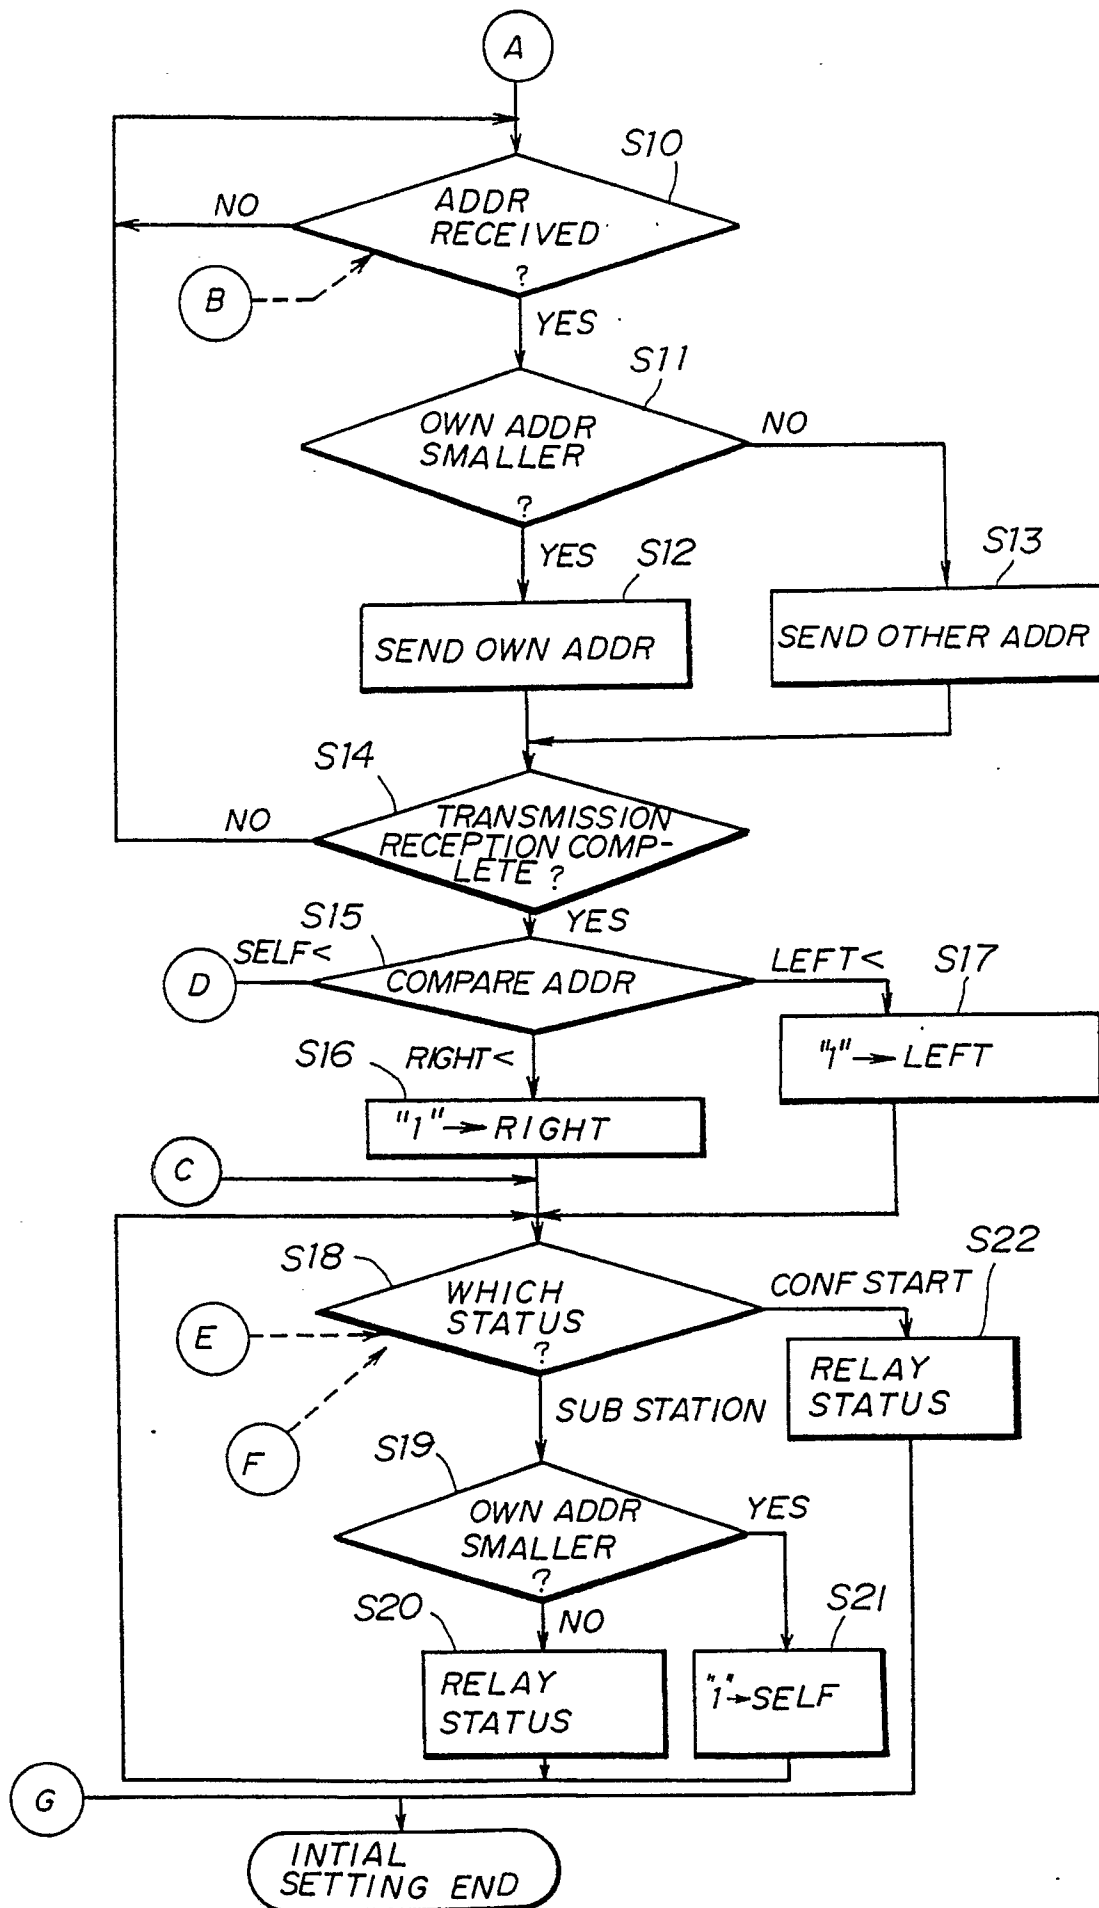 A
S10
ADDR
RECEIVED
?
NO
B
YES
S11
OWN ADDR
SMALLER
?
NO
YES
S12
S13
SEND OWN ADDR
SEND OTHER ADDR
S14
NO
TRANSMISSION
RECEPTION COMP-
LETE ?
YES
S15
SELF<
D
COMPARE ADDR
LEFT<
S17
"1"→LEFT
S16
RIGHT<
"1"→RIGHT
C
S18
WHICH
STATUS
?
CONF START
S22
E
RELAY
STATUS
F
SUB STATION
S19
OWN ADDR
SMALLER
?
YES
S20
NO
S21
RELAY
STATUS
"1"→SELF
G
INTIAL
SETTING END